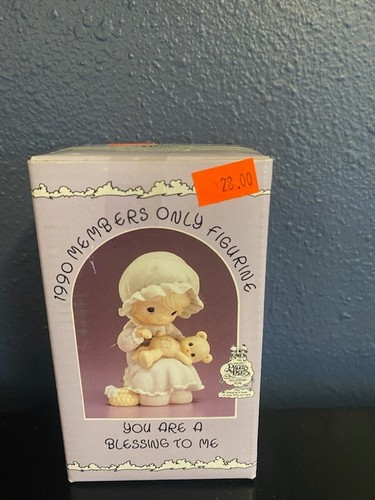 28.00
1990 MEMBERS ONLY FIGURINE
YOU ARE A
BLESSING TO ME